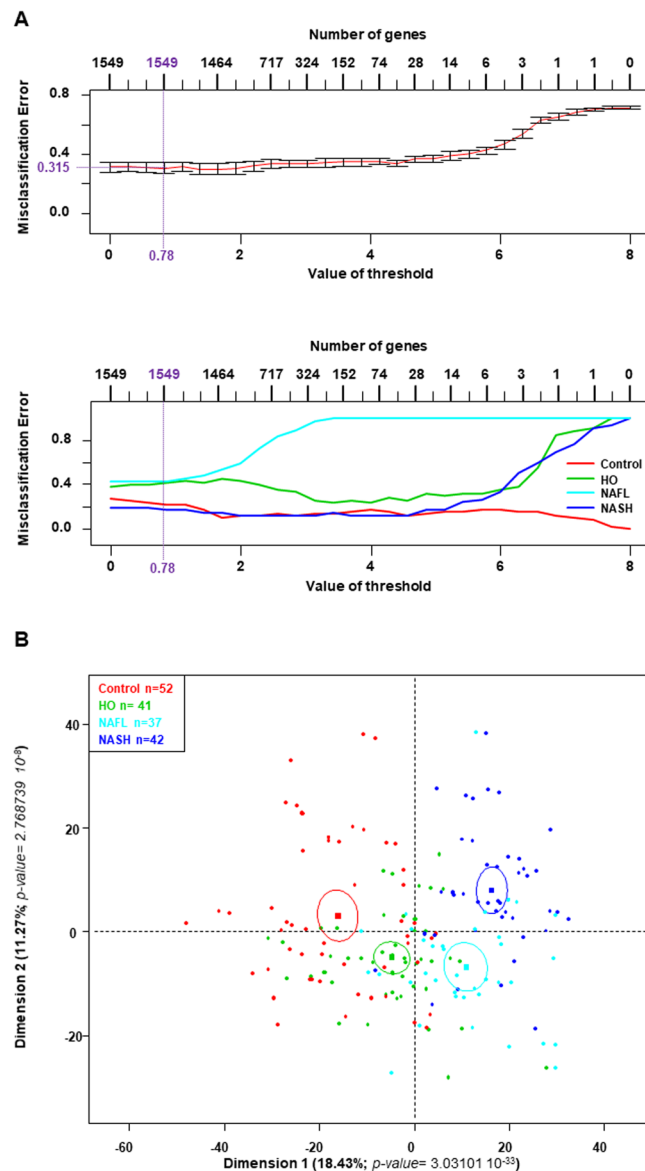 A
Number of genes
1549 1549 1464 717 324 152 74 28 14 6 3 1 1 0
Misclassification Error
0.8
0.4
0.315
0.0
0 0.78 2 4 6 8
Value of threshold
Number of genes
1549 1549 1464 717 324 152 74 28 14 6 3 1 1 0
Misclassification Error
0.8
0.4
0.0
Control
HO
NAFL
NASH
0 0.78 2 4 6 8
Value of threshold
B
Control n=52
HO n= 41
NAFL n=37
NASH n=42
Dimension 2 (11.27%; p-value= 2.768739 10-8)
40
20
0
-20
-60 -40 -20 0 20 40
Dimension 1 (18.43%; p-value= 3.03101 10-33)